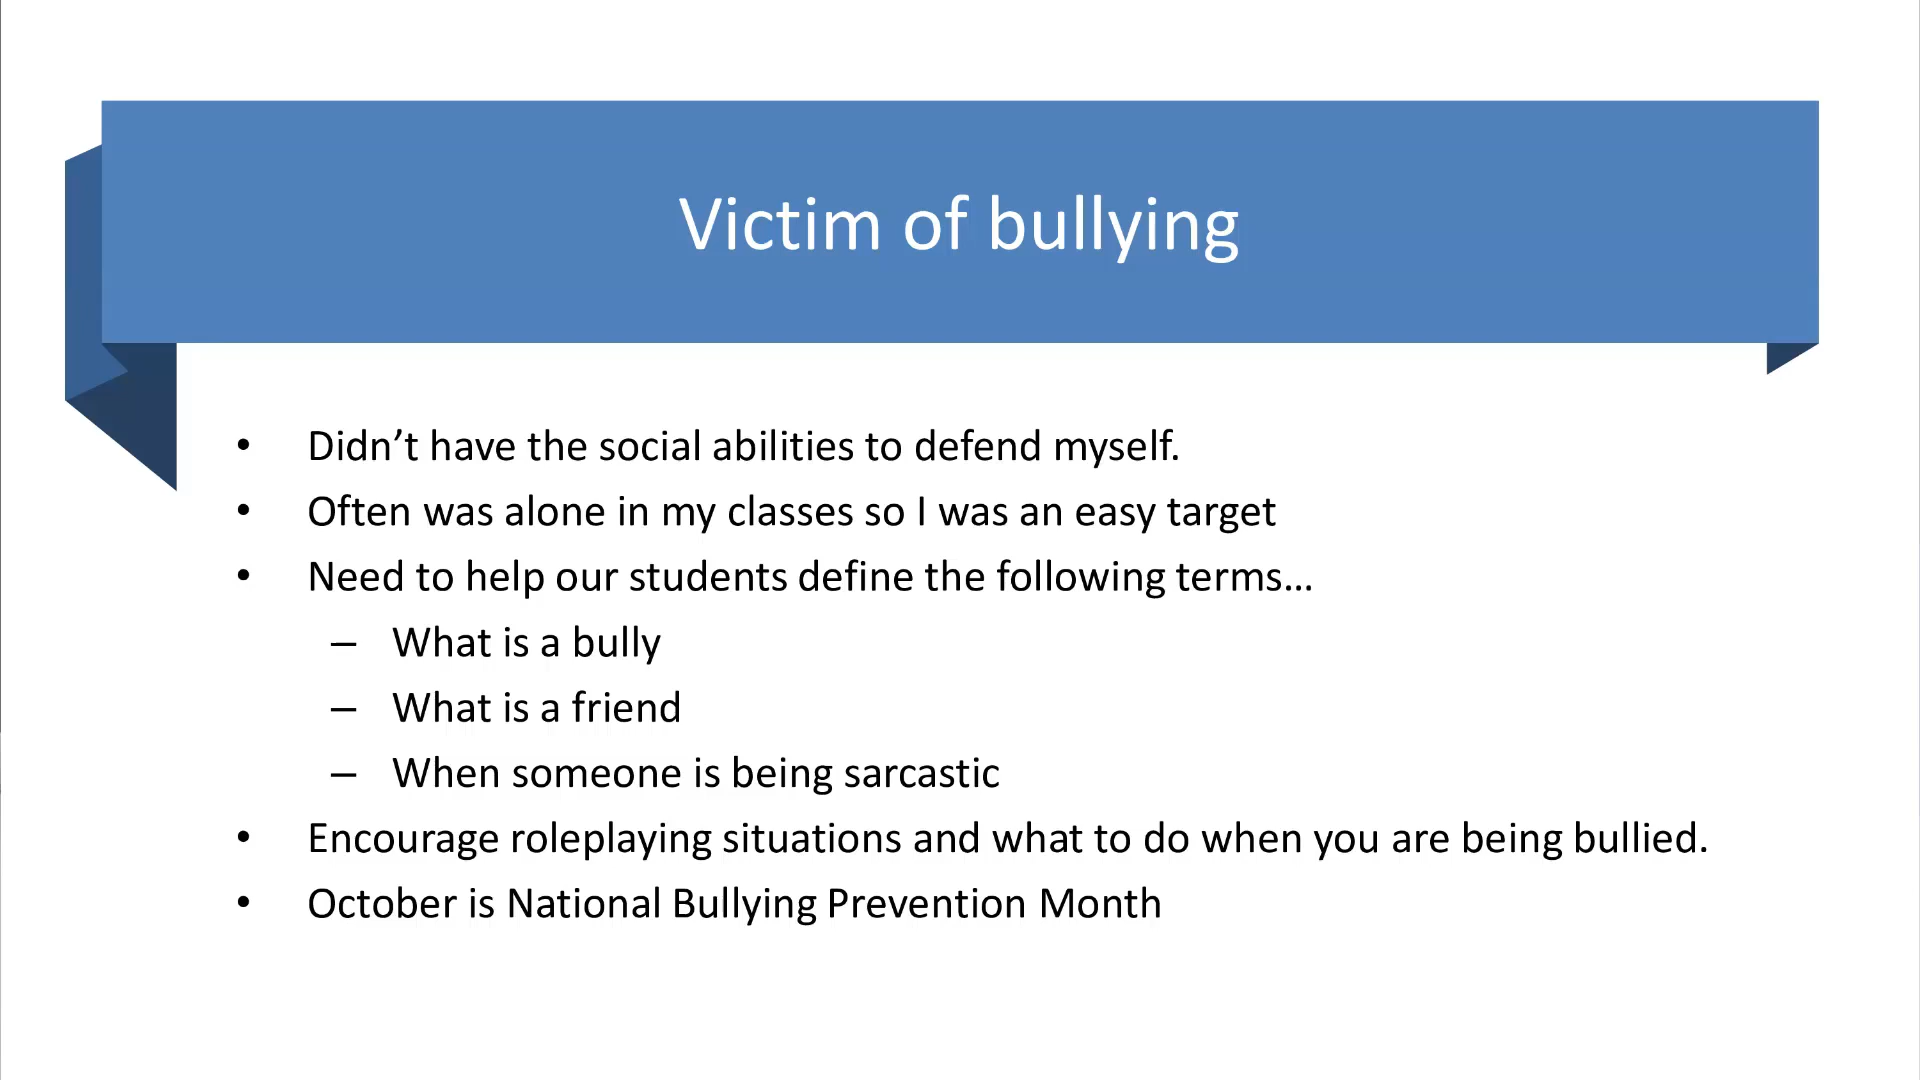 Victim of bullying
• Didn’t have the social abilities to defend myself.
• Often was alone in my classes so I was an easy target
• Need to help our students define the following terms…
– What is a bully
– What is a friend
– When someone is being sarcastic
• Encourage roleplaying situations and what to do when you are being bullied.
• October is National Bullying Prevention Month